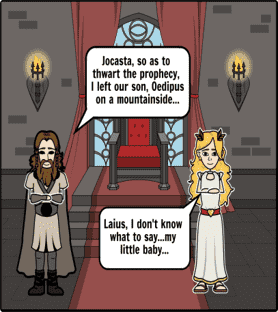 Jocasta, so as to
thwart the prophecy,
I left our son, Oedipus
on a mountainside...
Laius, I don't know
what to say...my
little baby...